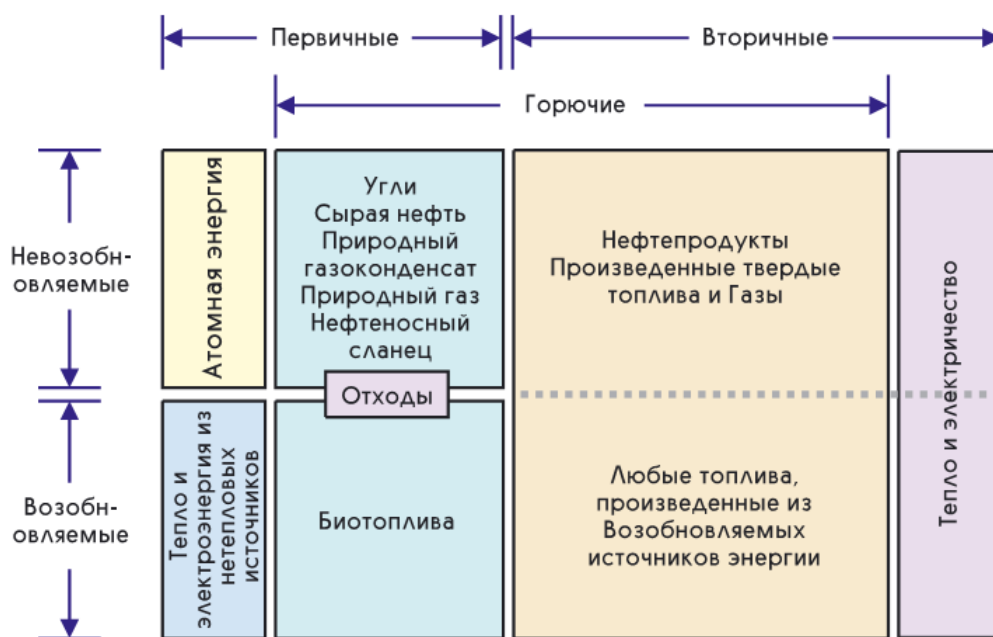 Первичные
Вторичные
Горючие
Невозобн-
овляемые
Атомная энергия
Угли
Сырая нефть
Природный
газоконденсат
Природный газ
Нефтеносный
сланец
Нефтепродукты
Произведенные твердые
топлива и Газы
Тепло и электричество
Отходы
Возобн-
овляемые
Тепло и
электроэнергия из
нетепловых
источников
Биотоплива
Любые топлива,
произведенные из
Возобновляемых
источников энергии